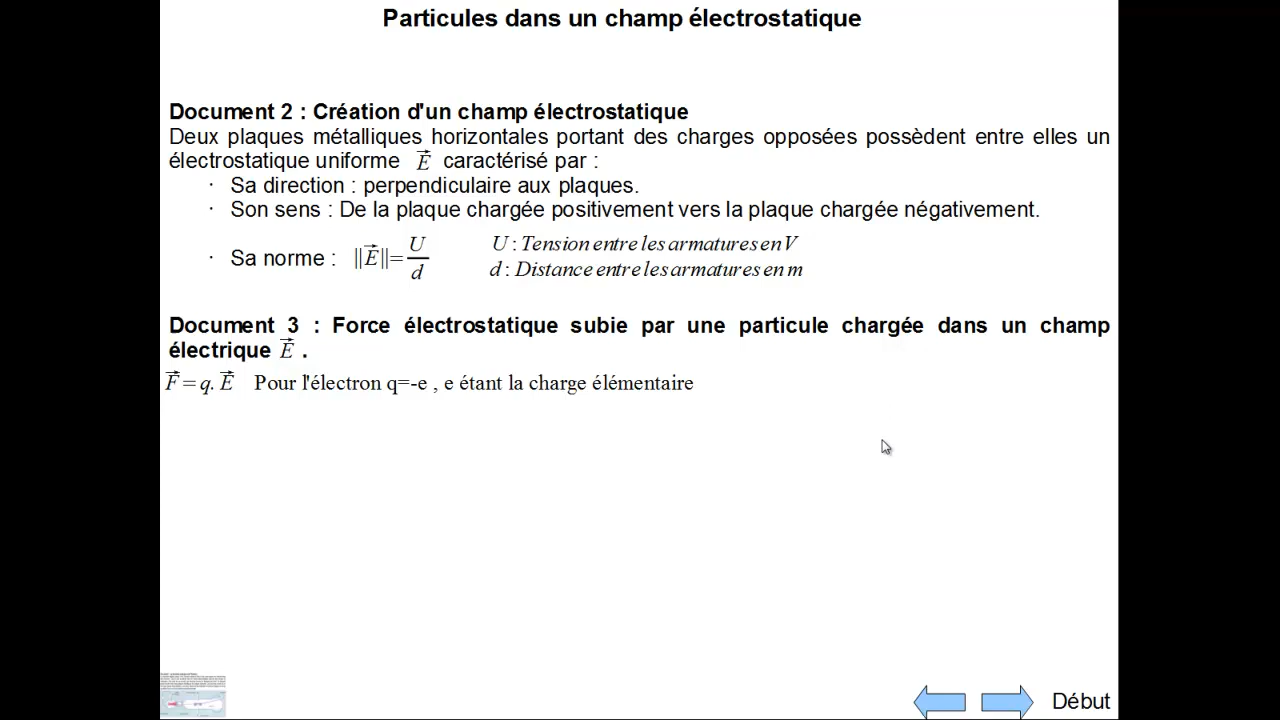 Particules dans un champ électrostatique
Document 2 : Création d'un champ électrostatique
Deux plaques métalliques horizontales portant des charges opposées possèdent entre elles un
électrostatique uniforme E⃗ caractérisé par :
· Sa direction : perpendiculaire aux plaques.
· Son sens : De la plaque chargée positivement vers la plaque chargée négativement.
· Sa norme : ||E⃗||=U/d U : Tension entre les armatures en V
d : Distance entre les armatures en m
Document 3 : Force électrostatique subie par une particule chargée dans un champ
électrique E⃗ .
F⃗=q.E⃗ Pour l'électron q=-e , e étant la charge élémentaire
Début